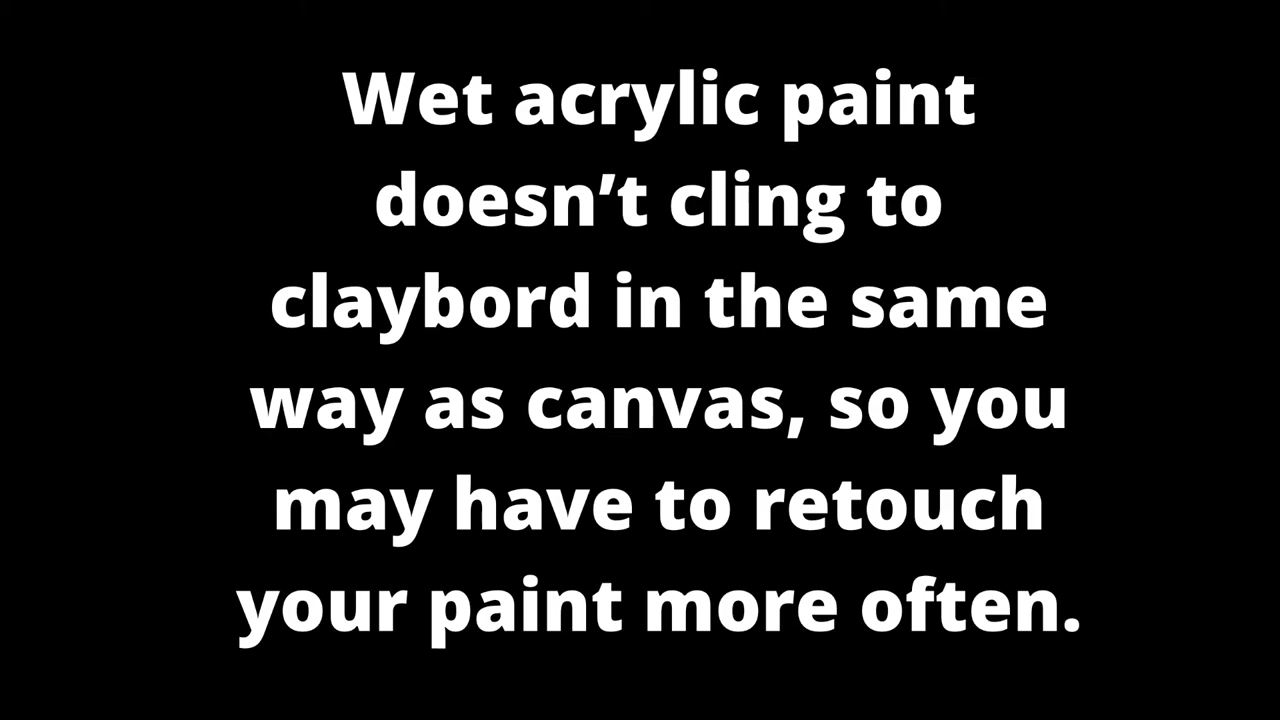 Wet acrylic paint
doesn’t cling to
claybord in the same
way as canvas, so you
may have to retouch
your paint more often.